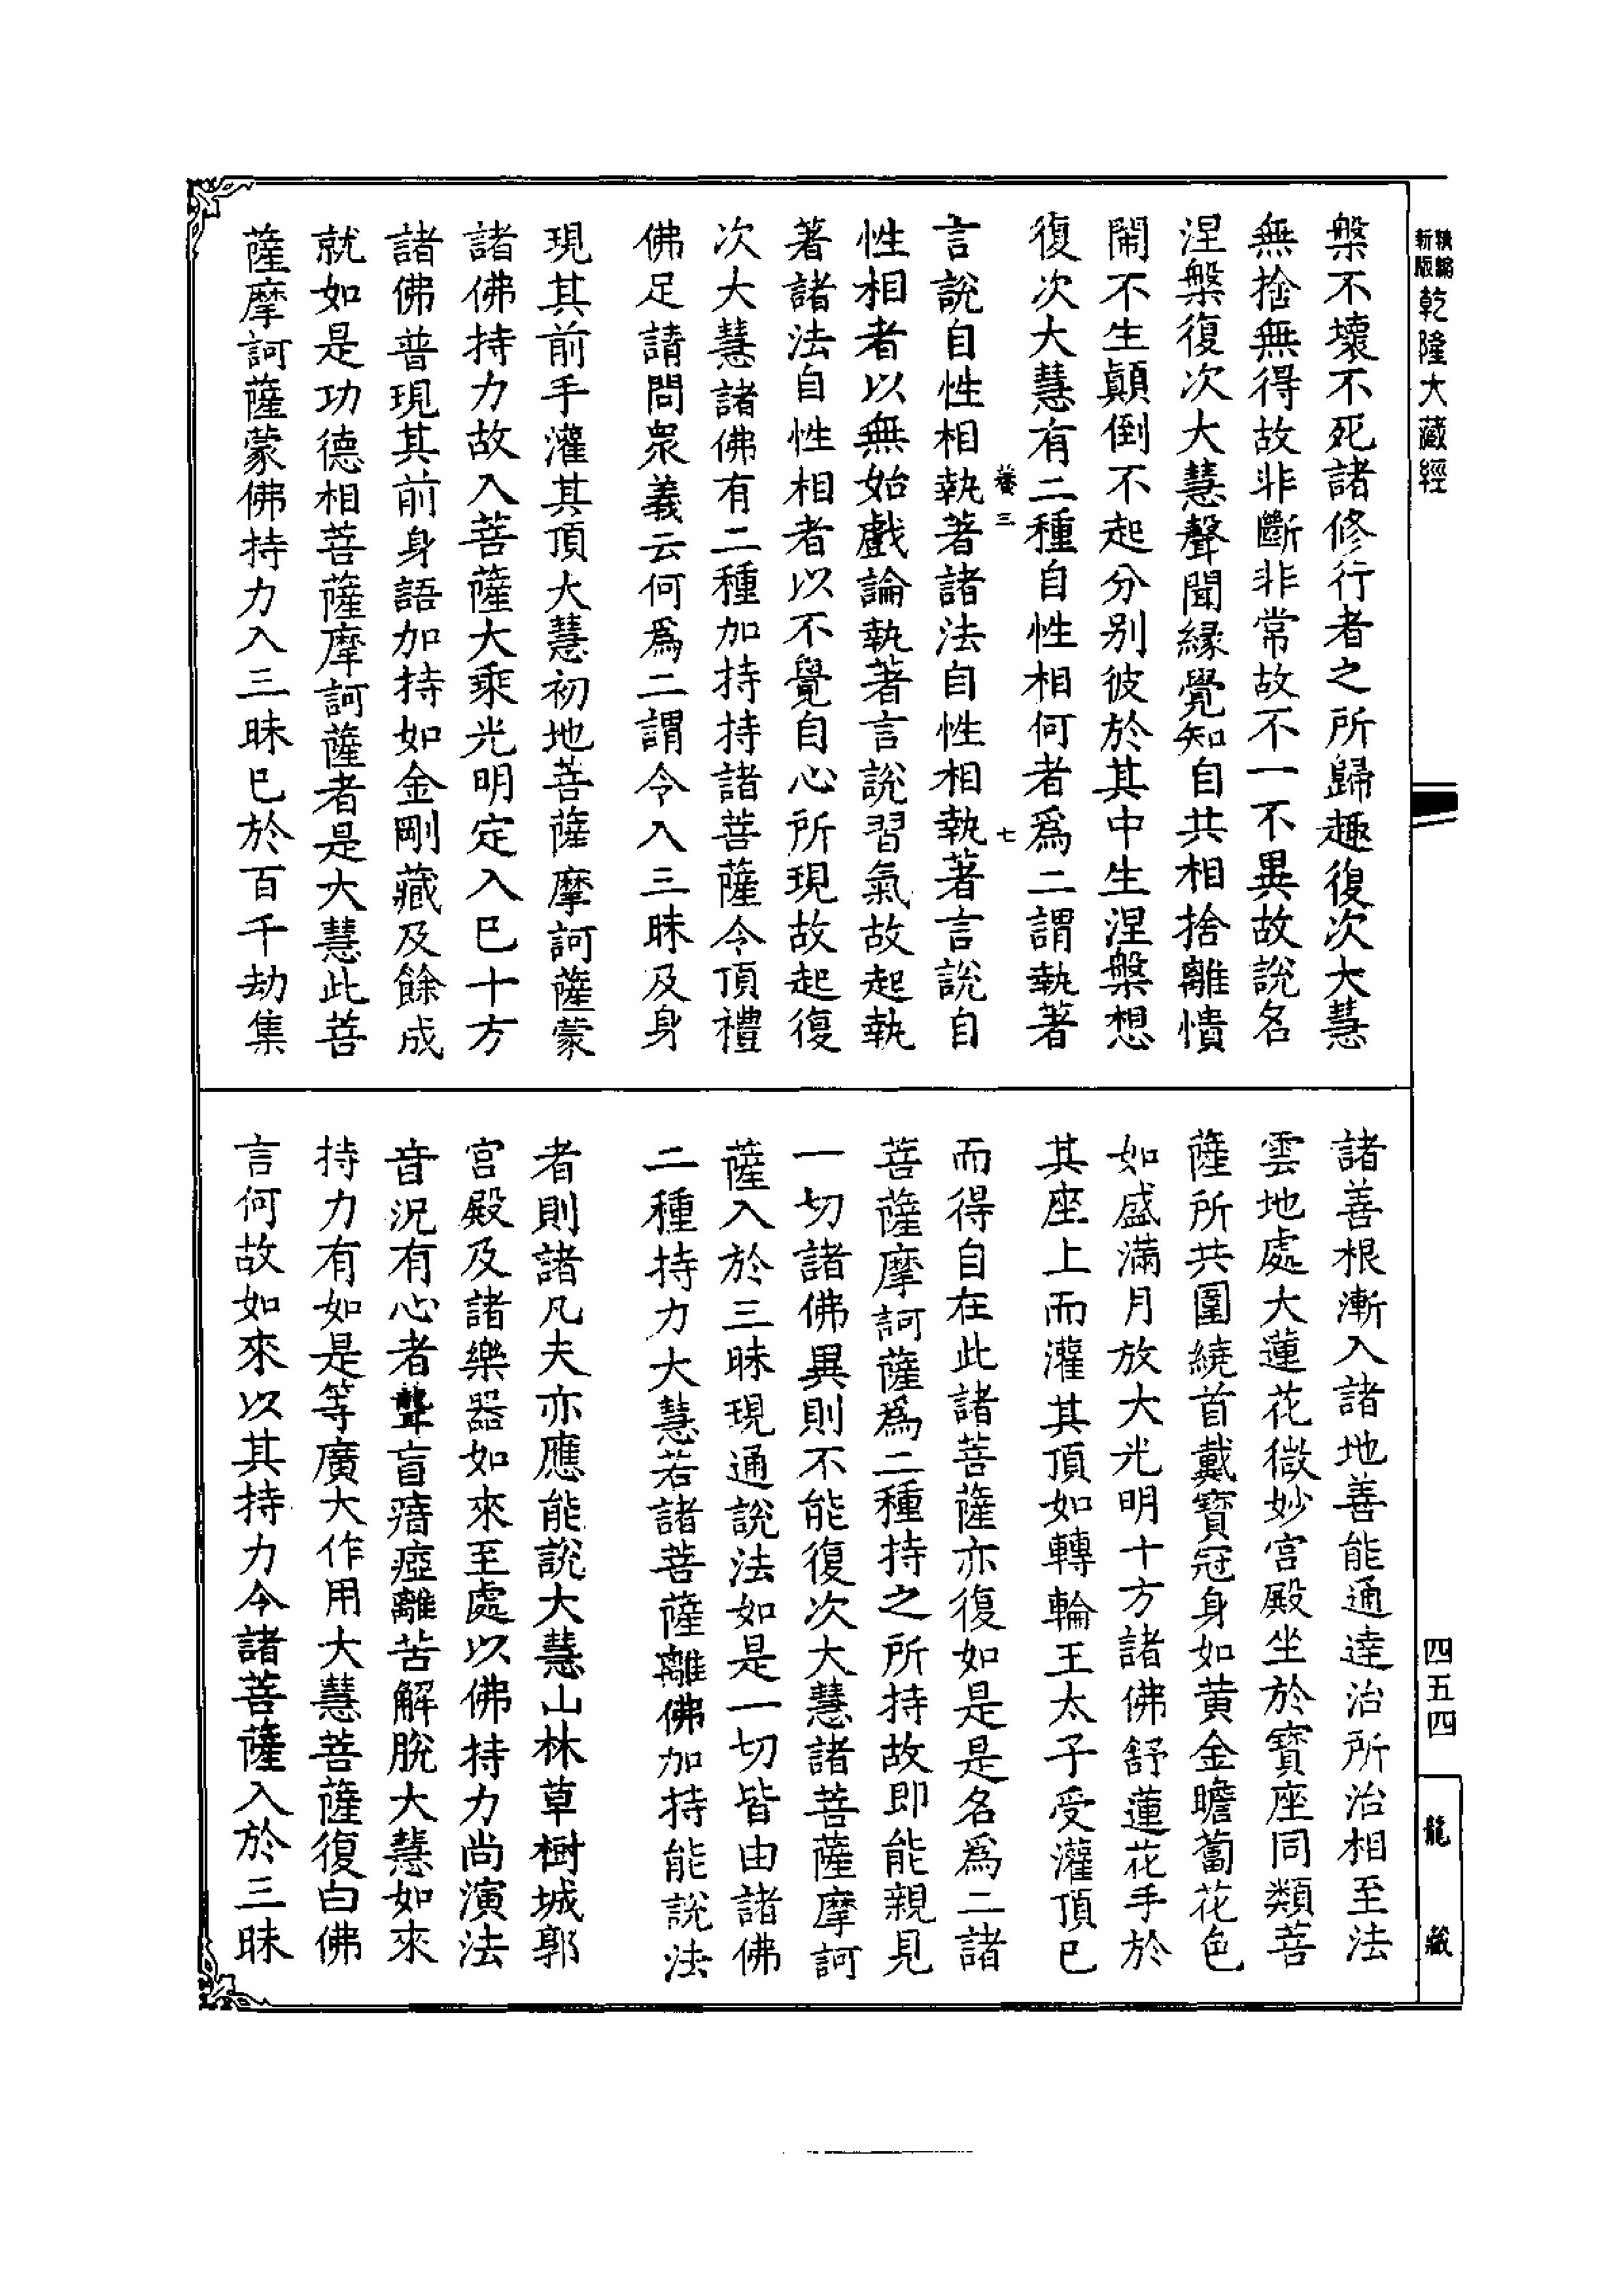 新版
精編
乾隆大藏經
槃不壞不死諸修行者之所歸趣復次大慧
無捨無得故非斷非常故不一不異故說名
涅槃復次大慧聲聞緣覺知自共相捨離憒
閙不生顛倒不起分別彼於其中生涅槃想
復次大慧有二種自性相何者爲二謂執著
養三 七
言說自性相執著諸法自性相執著言說自
性相者以無始戲論執著言說習氣故起執
著諸法自性相者以不覺自心所現故起復
次大慧諸佛有二種加持持諸菩薩令頂禮
佛足請問衆義云何爲二謂令入三昧及身
現其前手灌其頂大慧初地菩薩摩訶薩蒙
諸佛持力故入菩薩大乘光明定入已十方
諸佛普現其前身語加持如金剛藏及餘成
就如是功德相菩薩摩訶薩者是大慧此菩
薩摩訶薩蒙佛持力入三昧已於百千劫集
諸善根漸入諸地善能通達治所治相至法
雲地處大蓮花微妙宮殿坐於寶座同類菩
薩所共圍繞首戴寶冠身如黄金瞻蔔花色
如盛滿月放大光明十方諸佛舒蓮花手於
其座上而灌其頂如轉輪王太子受灌頂已
而得自在此諸菩薩亦復如是是名爲二諸
菩薩摩訶薩爲二種持之所持故即能親見
一切諸佛異則不能復次大慧諸菩薩摩訶
薩入於三昧現通說法如是一切皆由諸佛
二種持力大慧若諸菩薩離佛加持能說法
者則諸凡夫亦應能說大慧山林草樹城郭
宮殿及諸樂器如來至處以佛持力尚演法
音況有心者聾盲瘖瘂離苦解脫大慧如來
持力有如是等廣大作用大慧菩薩復白佛
言何故如來以其持力令諸菩薩入於三昧
四五四
龍藏